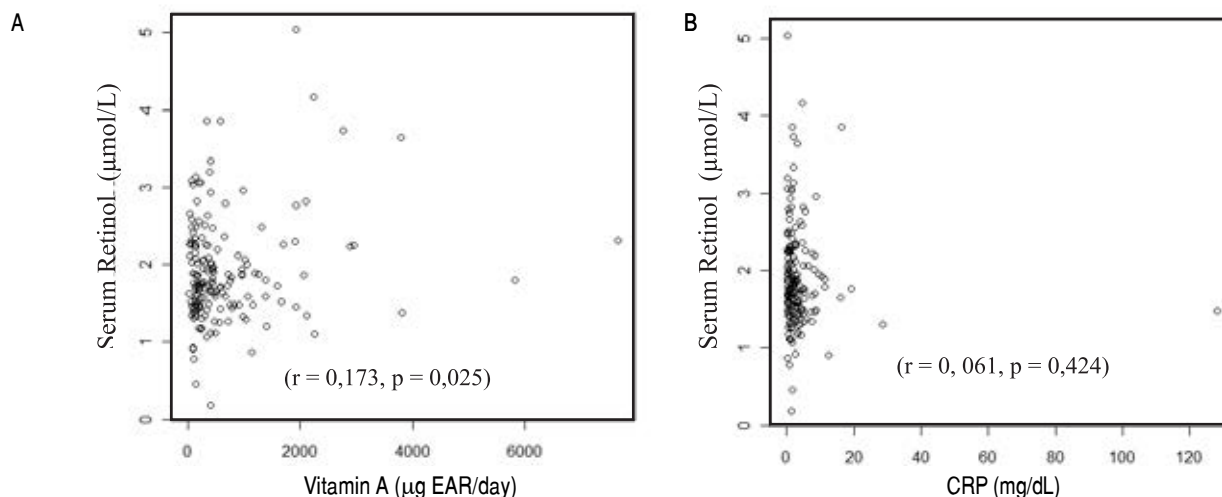 A
Serum Retinol (μmol/L)
5
4
3
2
1
0
0 2000 4000 6000
Vitamin A (μg EAR/day)
(r = 0,173, p = 0,025)
B
Serum Retinol (μmol/L)
5
4
3
2
1
0
0 20 40 60 80 100 120
CRP (mg/dL)
(r = 0, 061, p = 0,424)